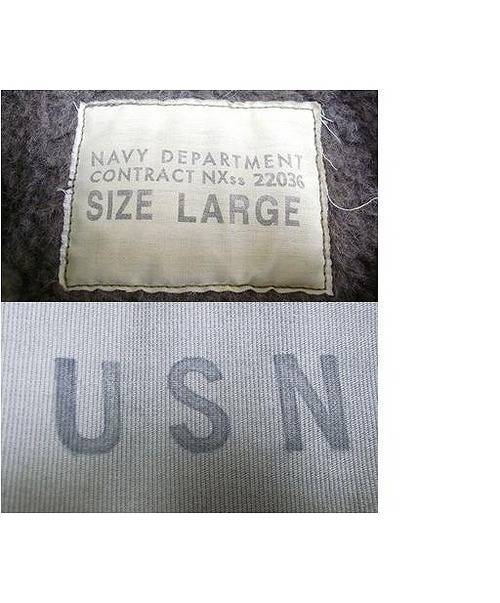 NAVY DEPARTMENT
CONTRACT NXss 22036
SIZE LARGE
USN